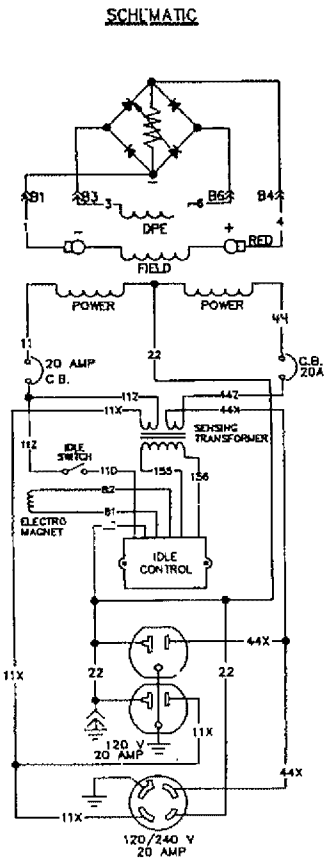 SCHEMATIC
B1 B3 B6 B4
3 6
DPE
1 4
- + RED
FIELD
POWER POWER
11 22 44
20 AMP
C.B.
C.B.
20A
11Z 44Z
11X 44X
SENSING
TRANSFORMER
11Z
IDLE
SWITCH
11D
155 156
B2
B1
ELECTRO
MAGNET
IDLE
CONTROL
44X
11X 22 22
11X
120 V
20 AMP
44X
11X
120/240 V
20 AMP